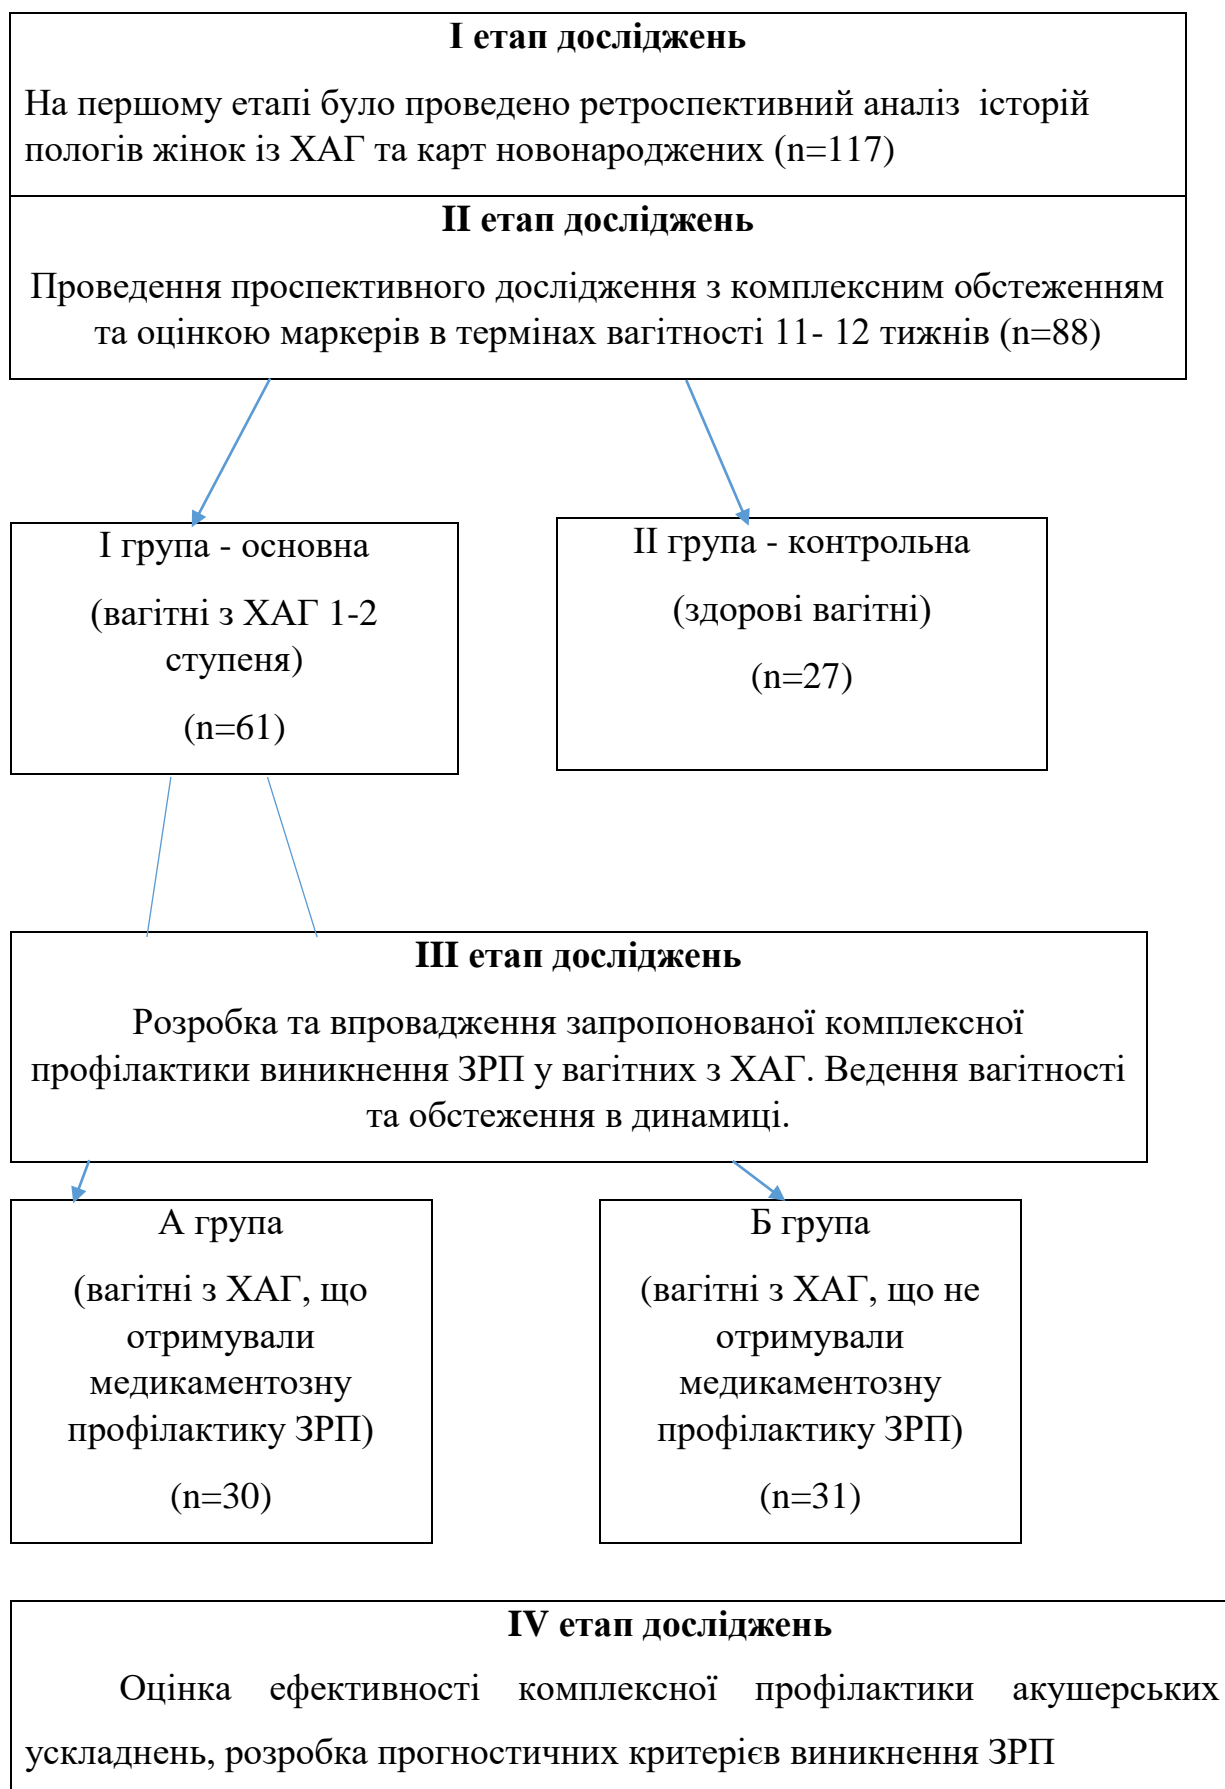 I етап досліджень
На першому етапі було проведено ретроспективний аналіз історій
пологів жінок із ХАГ та карт новонароджених (n=117)
II етап досліджень
Проведення проспективного дослідження з комплексним обстеженням
та оцінкою маркерів в термінах вагітності 11- 12 тижнів (n=88)
I група - основна
(вагітні з ХАГ 1-2
ступеня)
(n=61)
II група - контрольна
(здорові вагітні)
(n=27)
III етап досліджень
Розробка та впровадження запропонованої комплексної
профілактики виникнення ЗРП у вагітних з ХАГ. Ведення вагітності
та обстеження в динамиці.
А група
(вагітні з ХАГ, що
отримували
медикаментозну
профілактику ЗРП)
(n=30)
Б група
(вагітні з ХАГ, що не
отримували
медикаментозну
профілактику ЗРП)
(n=31)
IV етап досліджень
Оцінка ефективності комплексної профілактики акушерських
ускладнень, розробка прогностичних критерієв виникнення ЗРП